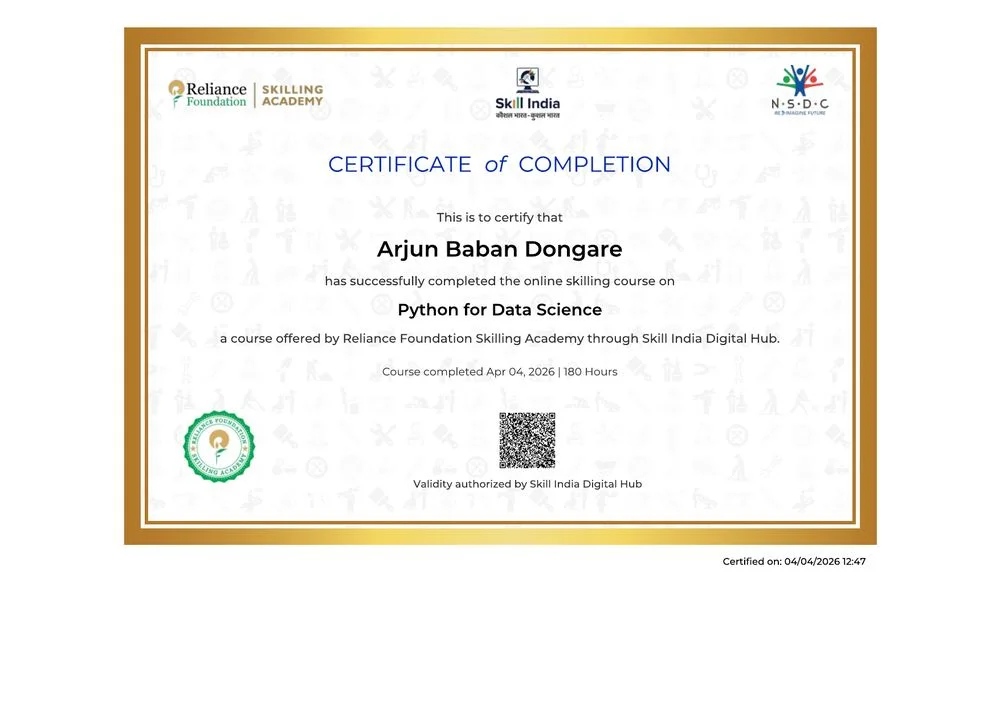 Reliance Foundation | SKILLING ACADEMY
Skill India
कौशल भारत-कुशल भारत
N·S·D·C
RE IMAGINE FUTURE
CERTIFICATE of COMPLETION
This is to certify that
Arjun Baban Dongare
has successfully completed the online skilling course on
Python for Data Science
a course offered by Reliance Foundation Skilling Academy through Skill India Digital Hub.
Course completed Apr 04, 2026 | 180 Hours
RELIANCE FOUNDATION
SKILLING ACADEMY
Validity authorized by Skill India Digital Hub
Certified on: 04/04/2026 12:47